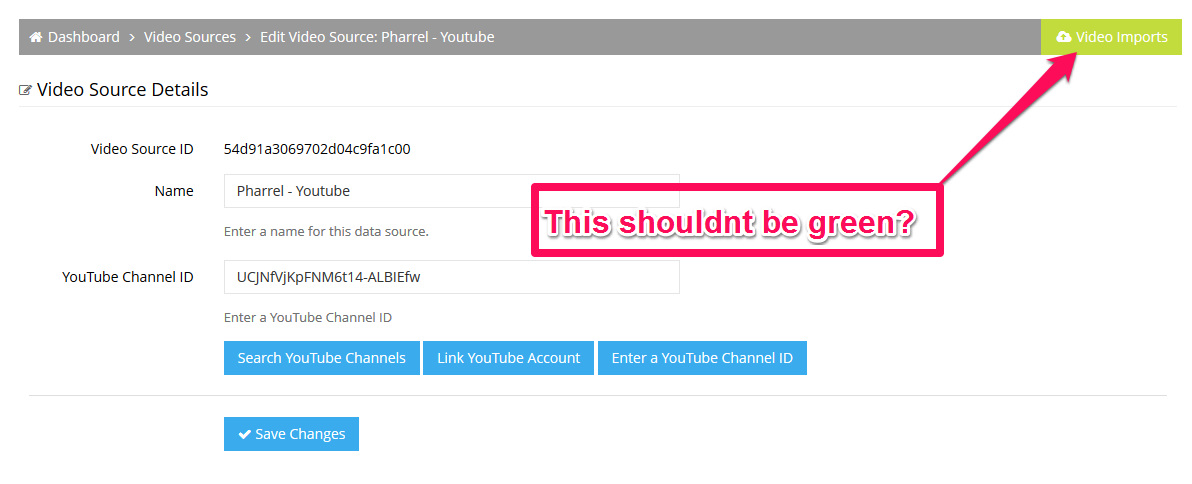 Dashboard > Video Sources > Edit Video Source: Pharrel - Youtube
Video Imports
Video Source Details
Video Source ID 54d91a3069702d04c9fa1c00
Name Pharrel - Youtube
This shouldnt be green?
Enter a name for this data source.
YouTube Channel ID UCJNfVjKpFNM6t14-ALBIEfw
Enter a YouTube Channel ID
Search YouTube Channels Link YouTube Account Enter a YouTube Channel ID
Save Changes